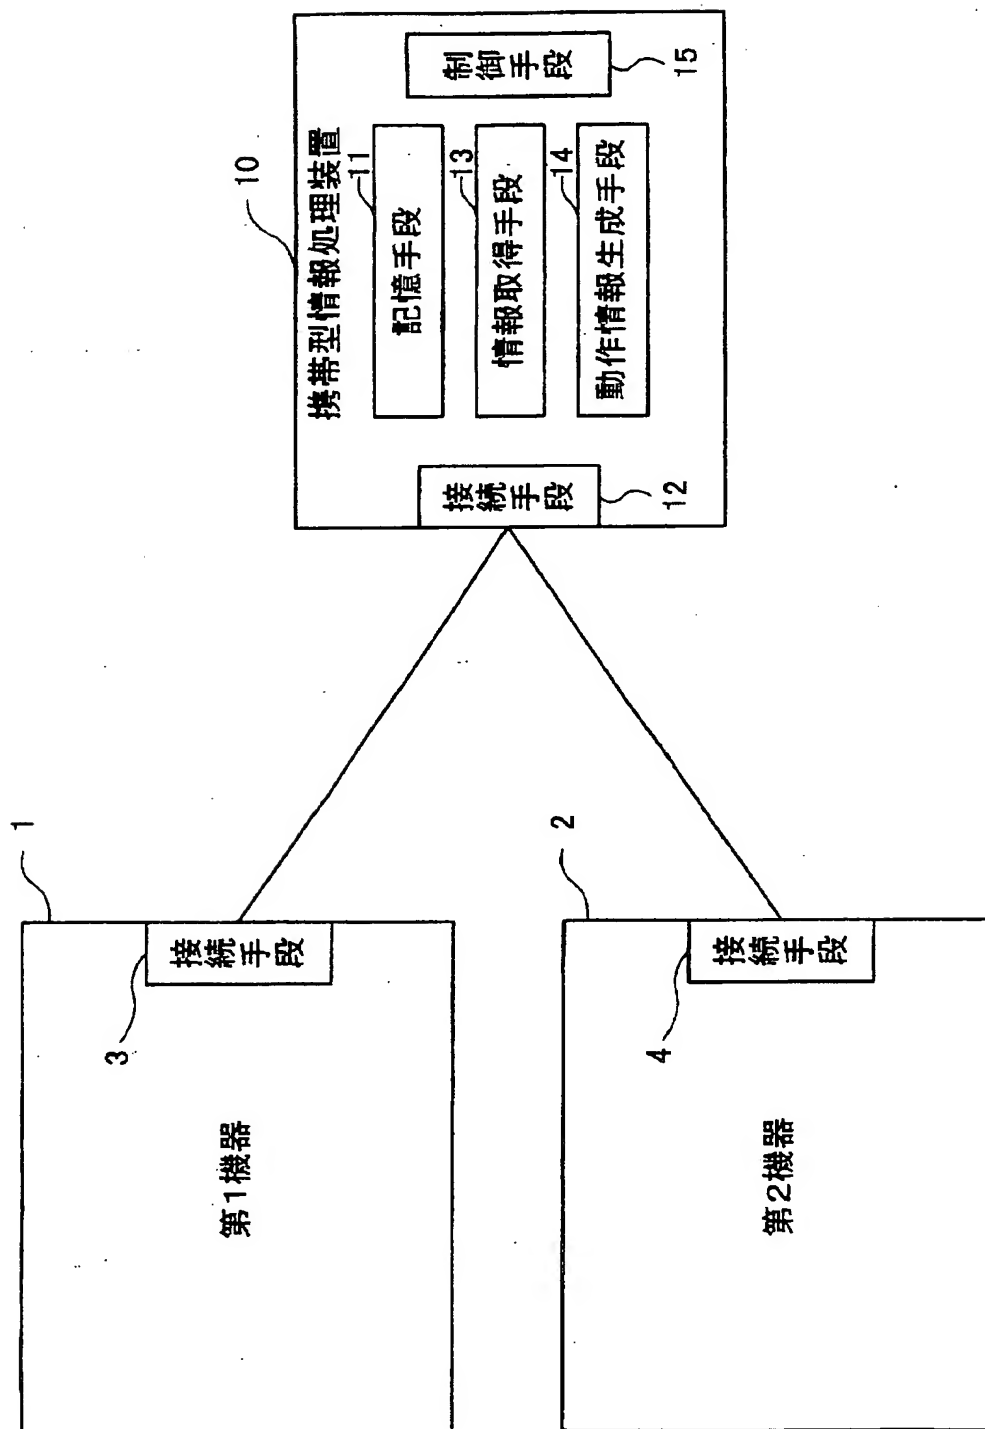 1
3
接続手段
第1機器
2
4
接続手段
第2機器
10
携帯型情報処理装置
11
記憶手段
13
情報取得手段
14
動作情報生成手段
接続手段
12
制御手段
15